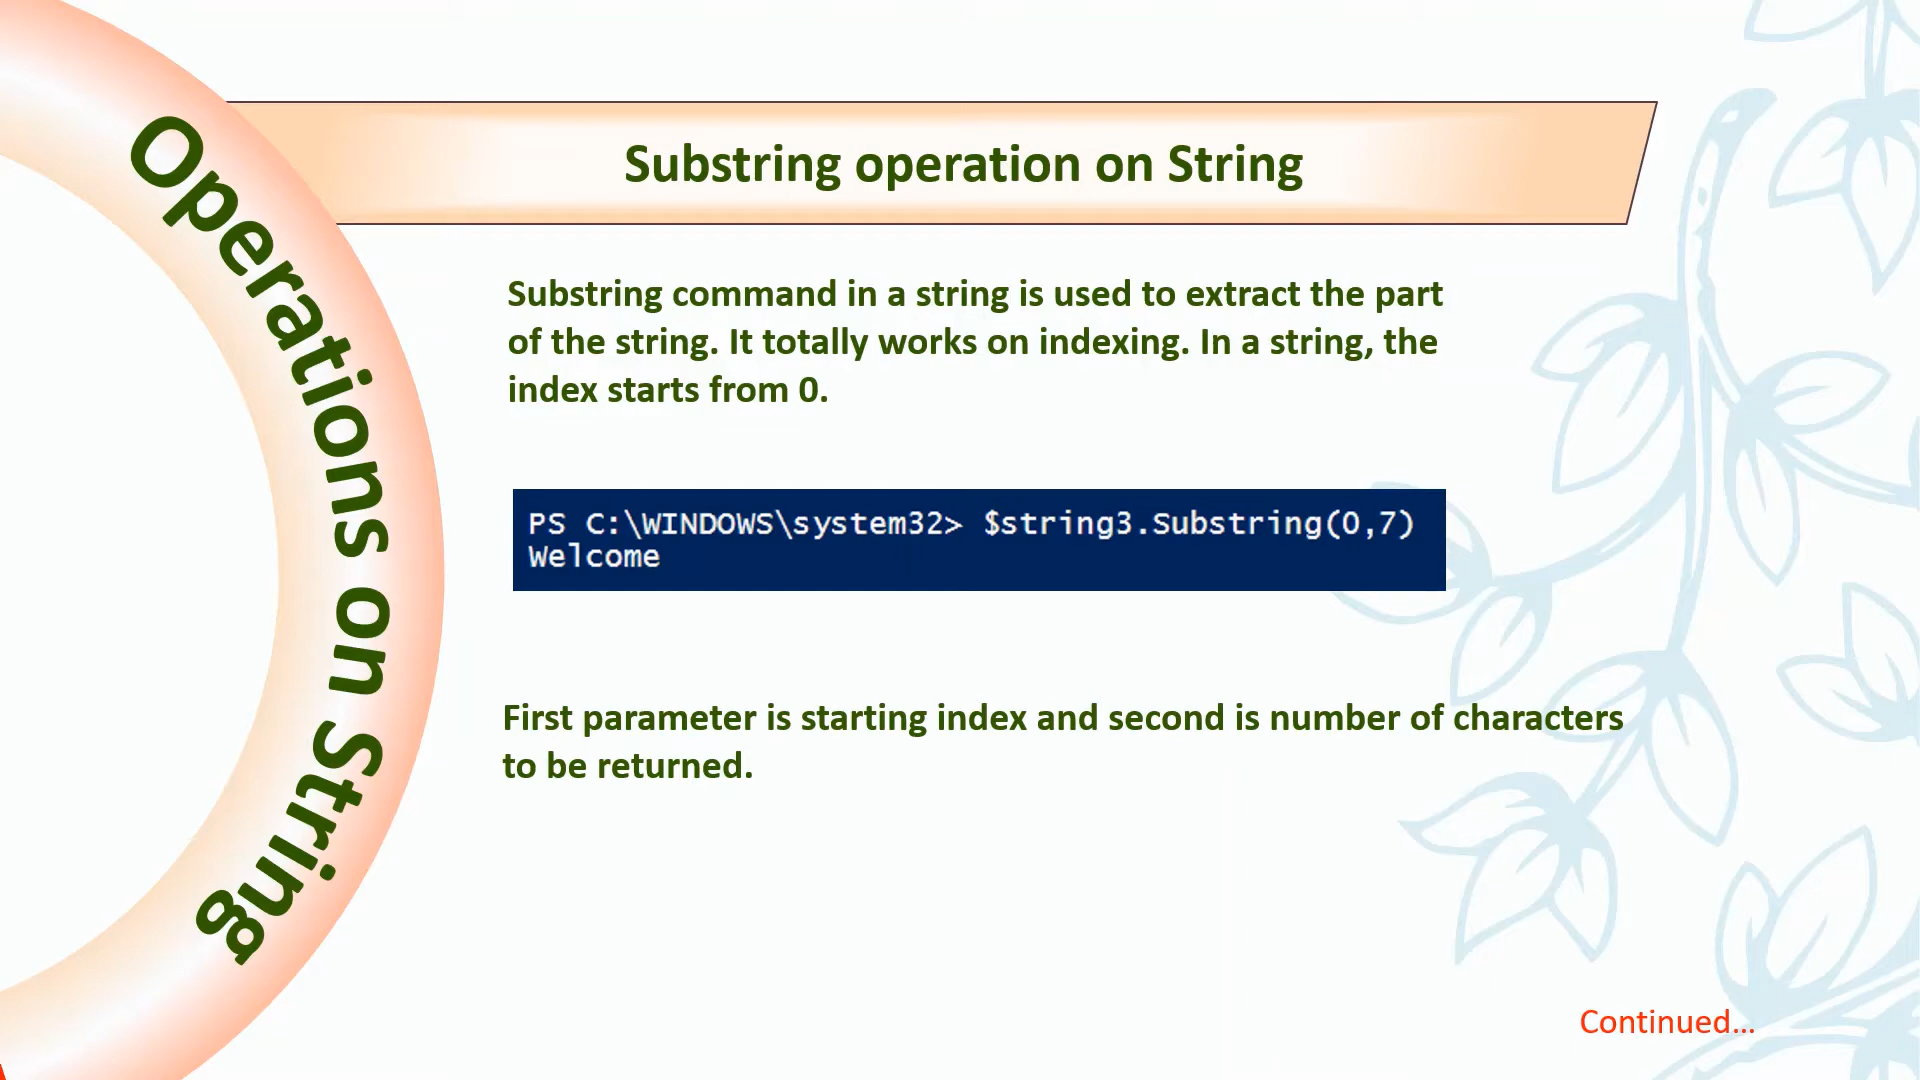 Operations on String
Substring operation on String
Substring command in a string is used to extract the part
of the string. It totally works on indexing. In a string, the
index starts from 0.
PS C:\WINDOWS\system32> $string3.Substring(0,7)
Welcome
First parameter is starting index and second is number of characters
to be returned.
Continued...